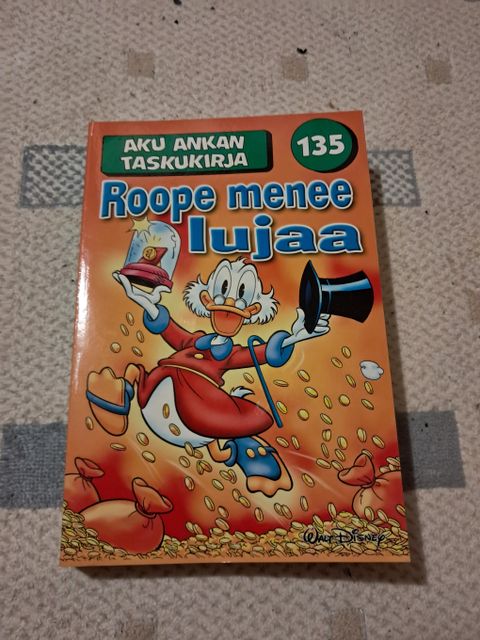 AKU ANKAN
TASKUKIRJA
135
Roope menee
lujaa
WALT DISNEY